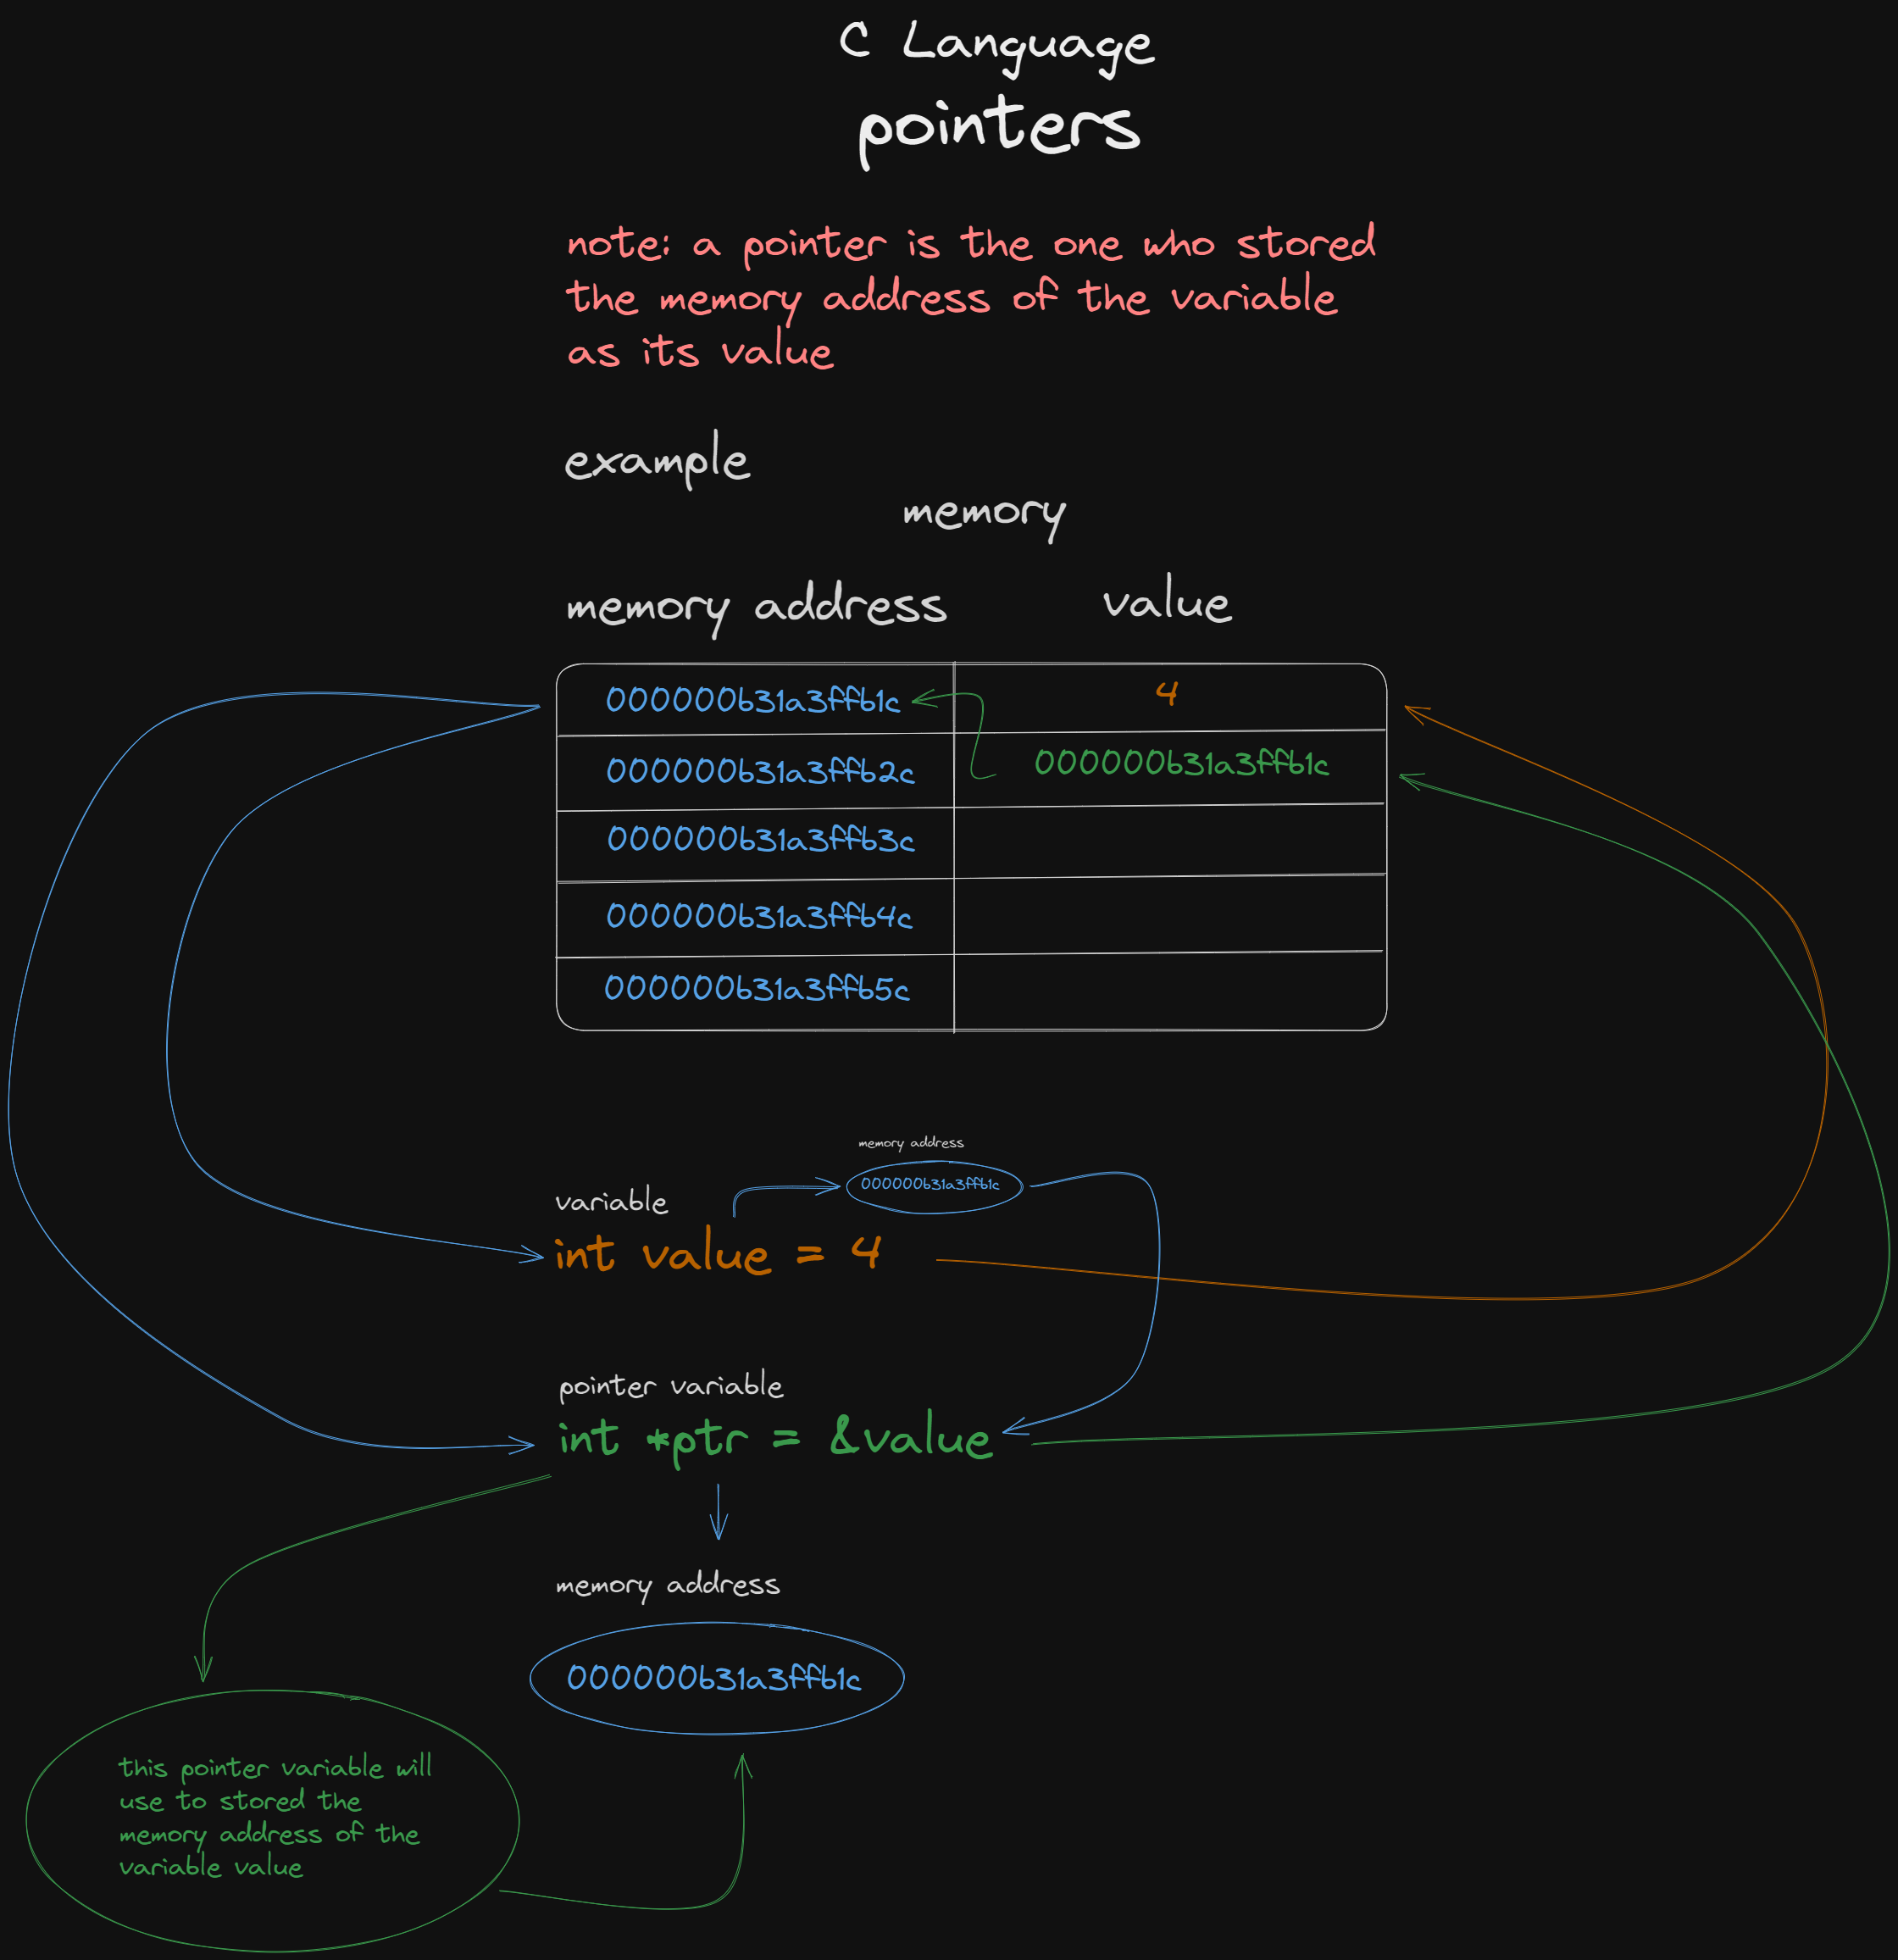 C Language
pointers
note: a pointer is the one who stored
the memory address of the variable
as its value
example
memory
memory address value
000000b31a3ffb1c 4
000000b31a3ffb2c 000000b31a3ffb1c
000000b31a3ffb3c
000000b31a3ffb4c
000000b31a3ffb5c
memory address
000000b31a3ffb1c
variable
int value = 4
pointer variable
int *ptr = &value
memory address
000000b31a3ffb1c
this pointer variable will
use to stored the
memory address of the
variable value